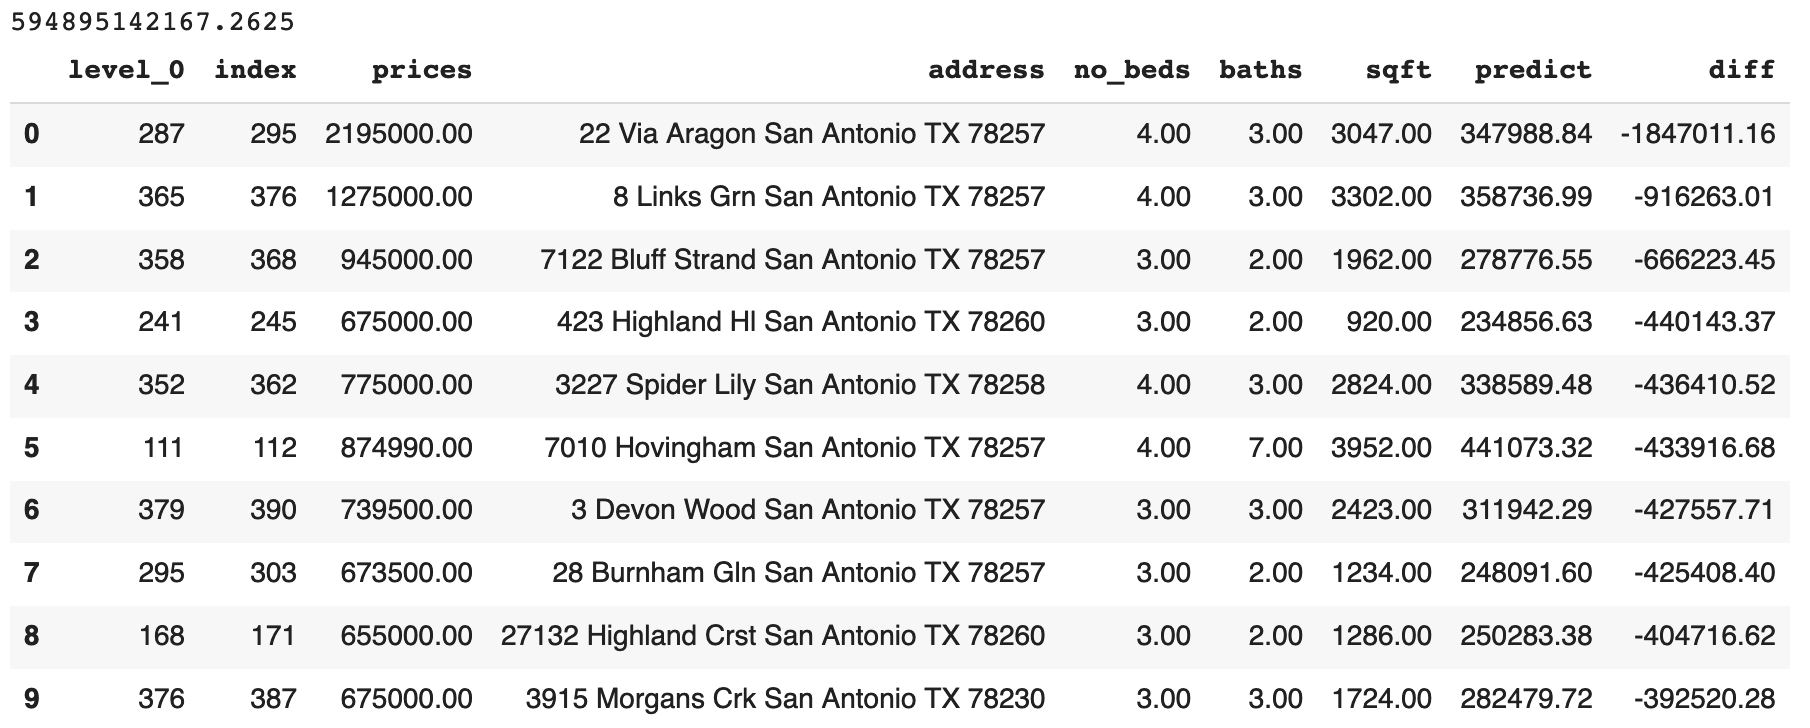 594895142167.2625
level_0 index prices address no_beds baths sqft predict diff
0 287 295 2195000.00 22 Via Aragon San Antonio TX 78257 4.00 3.00 3047.00 347988.84 -1847011.16
1 365 376 1275000.00 8 Links Grn San Antonio TX 78257 4.00 3.00 3302.00 358736.99 -916263.01
2 358 368 945000.00 7122 Bluff Strand San Antonio TX 78257 3.00 2.00 1962.00 278776.55 -666223.45
3 241 245 675000.00 423 Highland Hl San Antonio TX 78260 3.00 2.00 920.00 234856.63 -440143.37
4 352 362 775000.00 3227 Spider Lily San Antonio TX 78258 4.00 3.00 2824.00 338589.48 -436410.52
5 111 112 874990.00 7010 Hovingham San Antonio TX 78257 4.00 7.00 3952.00 441073.32 -433916.68
6 379 390 739500.00 3 Devon Wood San Antonio TX 78257 3.00 3.00 2423.00 311942.29 -427557.71
7 295 303 673500.00 28 Burnham Gln San Antonio TX 78257 3.00 2.00 1234.00 248091.60 -425408.40
8 168 171 655000.00 27132 Highland Crst San Antonio TX 78260 3.00 2.00 1286.00 250283.38 -404716.62
9 376 387 675000.00 3915 Morgans Crk San Antonio TX 78230 3.00 3.00 1724.00 282479.72 -392520.28